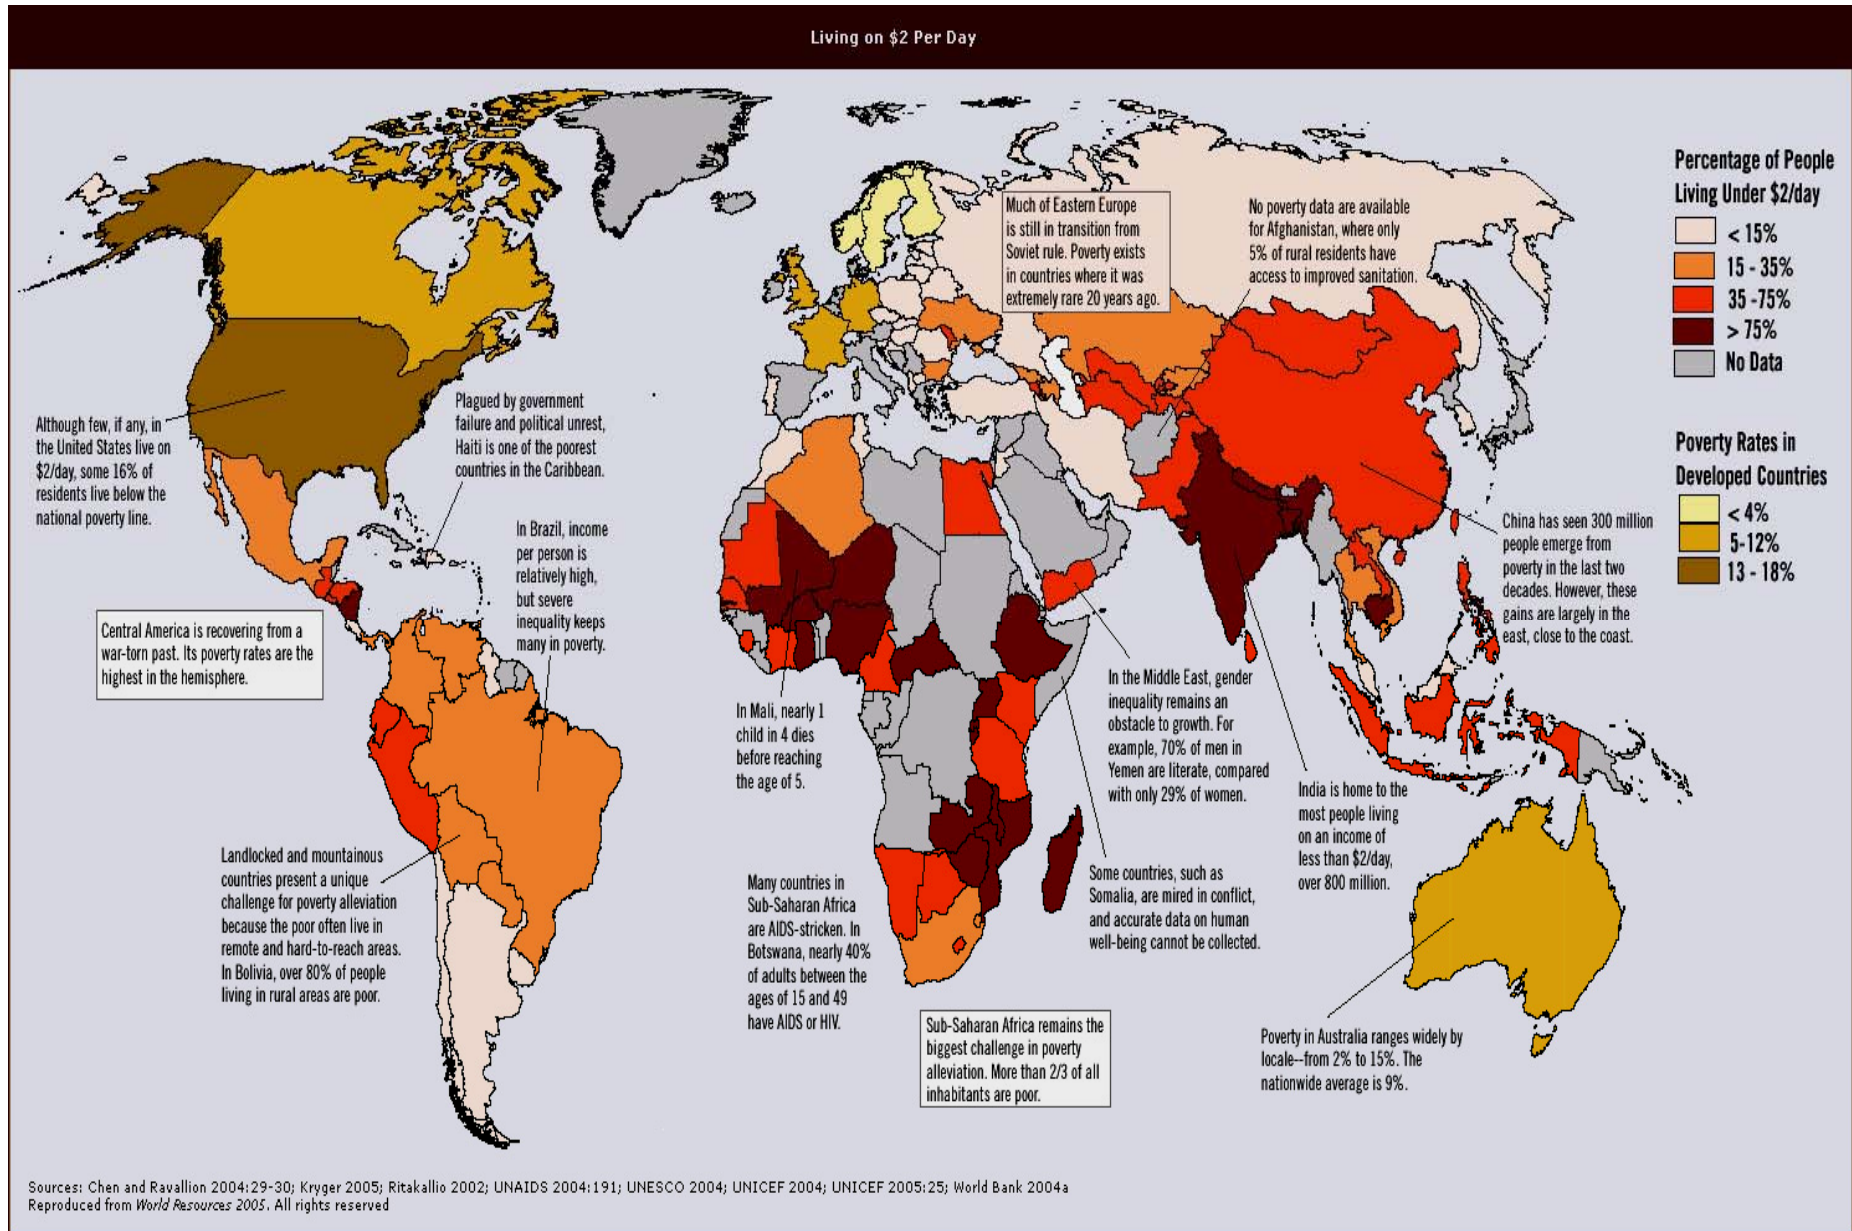 Living on $2 Per Day
Percentage of People
Living Under $2/day
< 15%
15 - 35%
35 -75%
> 75%
No Data
Poverty Rates in
Developed Countries
< 4%
5-12%
13 - 18%
Much of Eastern Europe
is still in transition from
Soviet rule. Poverty exists
in countries where it was
extremely rare 20 years ago.
No poverty data are available
for Afghanistan, where only
5% of rural residents have
access to improved sanitation.
Although few, if any, in
the United States live on
$2/day, some 16% of
residents live below the
national poverty line.
Plagued by government
failure and political unrest,
Haiti is one of the poorest
countries in the Caribbean.
In Brazil, income
per person is
relatively high,
but severe
inequality keeps
many in poverty.
Central America is recovering from a
war-torn past. Its poverty rates are the
highest in the hemisphere.
China has seen 300 million
people emerge from
poverty in the last two
decades. However, these
gains are largely in the
east, close to the coast.
In Mali, nearly 1
child in 4 dies
before reaching
the age of 5.
In the Middle East, gender
inequality remains an
obstacle to growth. For
example, 70% of men in
Yemen are literate, compared
with only 29% of women.
India is home to the
most people living
on an income of
less than $2/day,
over 800 million.
Landlocked and mountainous
countries present a unique
challenge for poverty alleviation
because the poor often live in
remote and hard-to-reach areas.
In Bolivia, over 80% of people
living in rural areas are poor.
Many countries in
Sub-Saharan Africa
are AIDS-stricken. In
Botswana, nearly 40%
of adults between the
ages of 15 and 49
have AIDS or HIV.
Some countries, such as
Somalia, are mired in conflict,
and accurate data on human
well-being cannot be collected.
Sub-Saharan Africa remains the
biggest challenge in poverty
alleviation. More than 2/3 of all
inhabitants are poor.
Poverty in Australia ranges widely by
locale--from 2% to 15%. The
nationwide average is 9%.
Sources: Chen and Ravallion 2004:29-30; Kryger 2005; Ritakallio 2002; UNAIDS 2004:191; UNESCO 2004; UNICEF 2004; UNICEF 2005:25; World Bank 2004a
Reproduced from World Resources 2005. All rights reserved